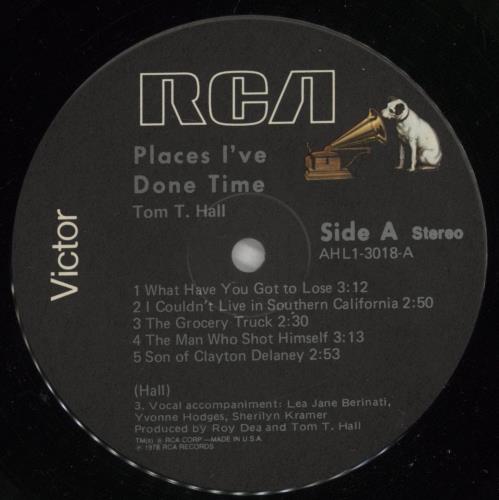 RCA
Victor
Places I've
Done Time
Tom T. Hall
Side A Stereo
AHL1-3018-A
1 What Have You Got to Lose 3:12
2 I Couldn't Live in Southern California 2:50
3 The Grocery Truck 2:30
4 The Man Who Shot Himself 3:13
5 Son of Clayton Delaney 2:53
(Hall)
3. Vocal accompaniment: Lea Jane Berinati,
Yvonne Hodges, Sherilyn Kramer
Produced by Roy Dea and Tom T. Hall
TM(s) ® RCA CORP.—MADE IN U.S.A.
℗ 1978 RCA RECORDS